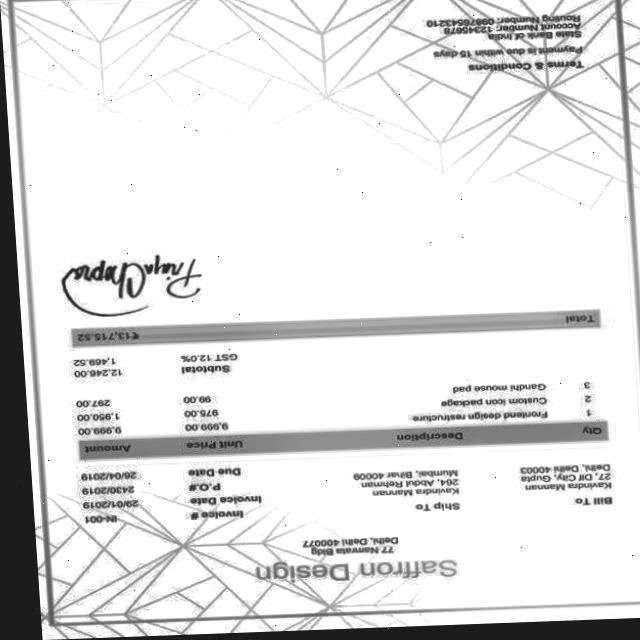 Saffron Design
77 Namrata Bldg
Delhi, Delhi 400077
Bill To
Kavindra Mannan
27, Dlf City, Gupta
Delhi, Delhi 40003
Ship To
Kavindra Mannan
264, Abdul Rehman
Mumbai, Bihar 40009
Invoice # IN-001
Invoice Date 29/01/2019
P.O.# 2430/2019
Due Date 26/04/2019
Qty Description Unit Price Amount
1 Frontend design restructure 9,999.00 9,999.00
2 Custom icon package 975.00 1,950.00
3 Gandhi mouse pad 99.00 297.00
Subtotal 12,246.00
GST 12.0% 1,469.52
Total ₹13,715.52
Priya Chopra
Terms & Conditions
Payment is due within 15 days
State Bank of India
Account Number: 12345678
Routing Number: 09876543210